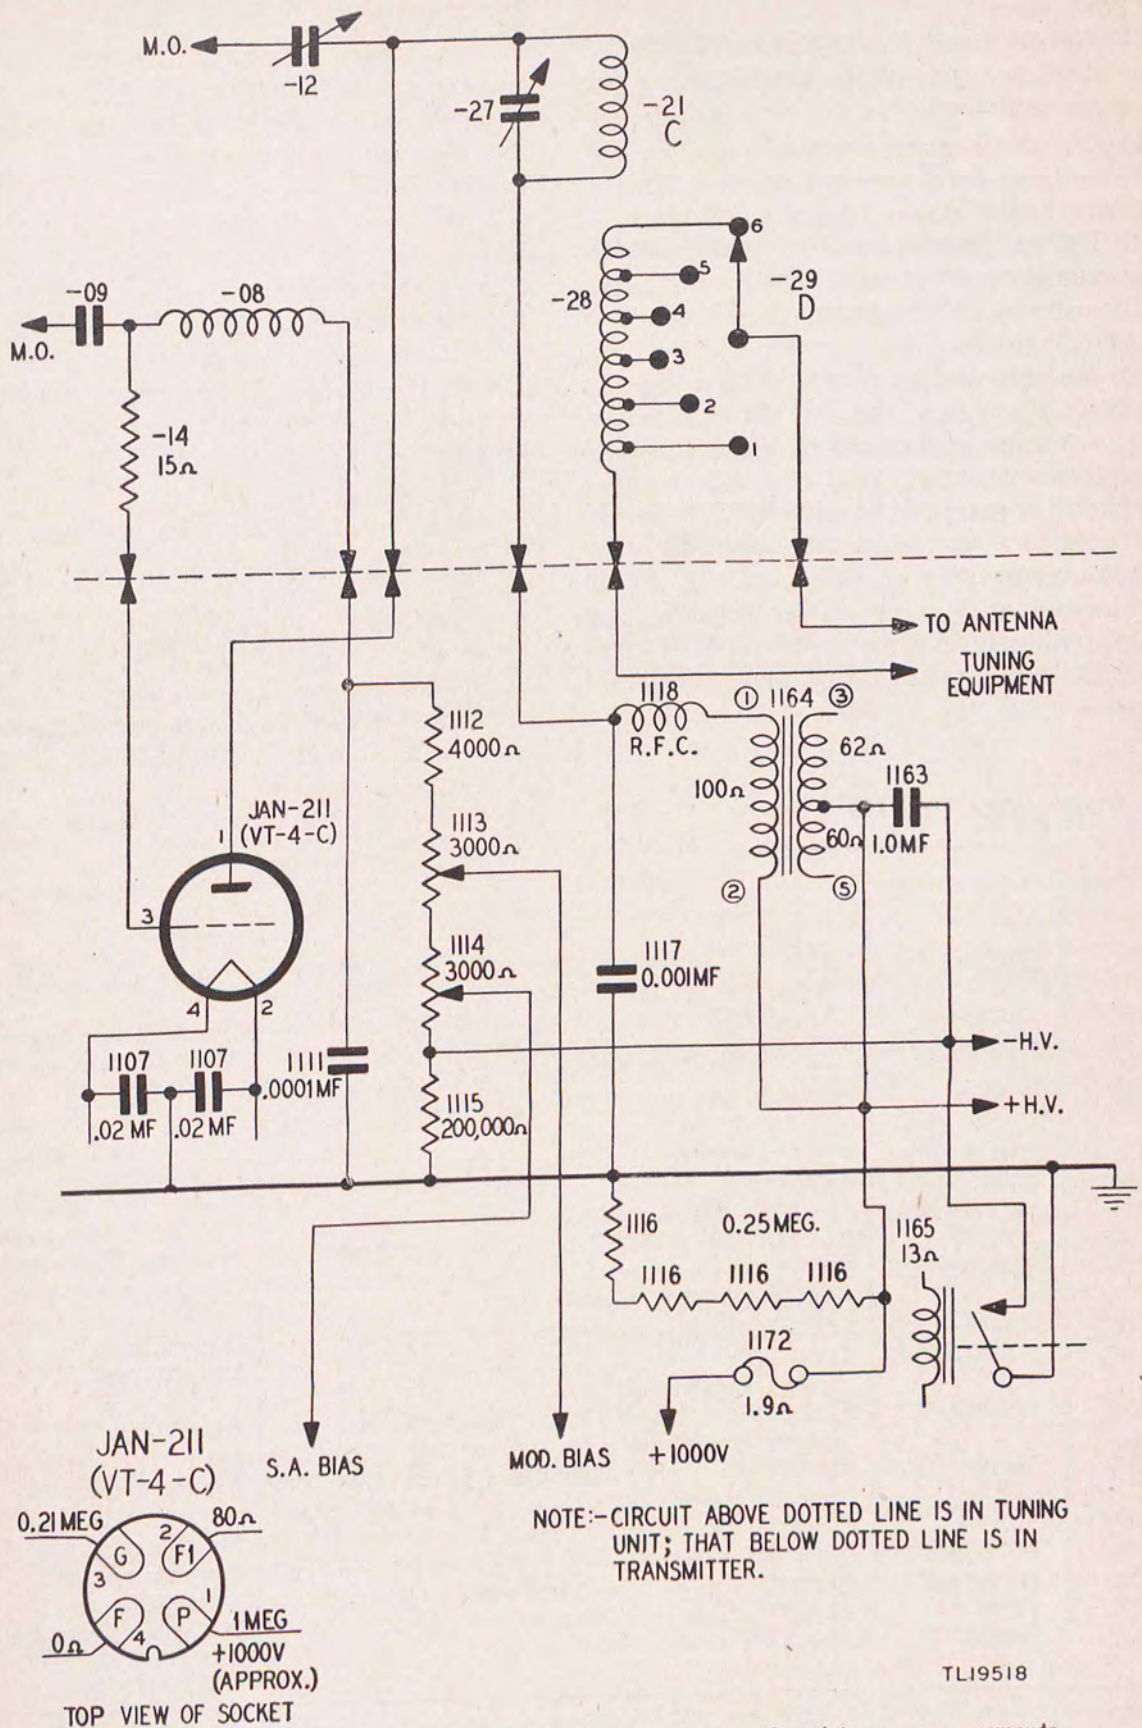 M.O.
-12
-27
-21
C
6
5
4
3
2
1
-28
-29
D
-09
-08
M.O.
-14
15Ω
TO ANTENNA
TUNING
EQUIPMENT
1118
R.F.C.
① 1164 ③
62Ω
100Ω
1163
1.0MF
60Ω
② ⑤
1112
4000Ω
JAN-211
(VT-4-C)
1
1113
3000Ω
3
1114
3000Ω
4
2
1117
0.001MF
1107
.02 MF
1107
.02 MF
1111
.0001MF
1115
200,000Ω
-H.V.
+H.V.
1116
0.25MEG.
1116 1116 1116
1165
13Ω
1172
1.9Ω
S.A. BIAS
MOD. BIAS
+1000V
JAN-211
(VT-4-C)
0.21MEG
80Ω
2
G
F1
3
1
F
P
4
0Ω
1MEG
+1000V
(APPROX.)
TOP VIEW OF SOCKET
NOTE:-CIRCUIT ABOVE DOTTED LINE IS IN TUNING
UNIT; THAT BELOW DOTTED LINE IS IN
TRANSMITTER.
TL19518